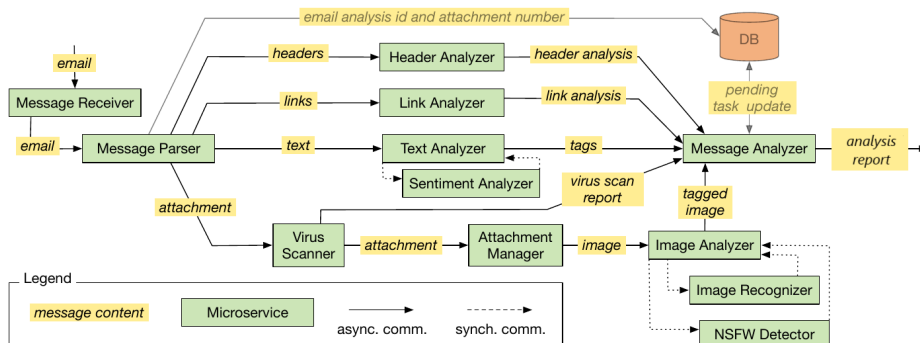 email analysis id and attachment number
DB
email
headers
Header Analyzer
header analysis
Message Receiver
links
Link Analyzer
link analysis
pending
task update
email
Message Parser
text
Text Analyzer
tags
Message Analyzer
analysis
report
Sentiment Analyzer
virus scan
report
tagged
image
attachment
Virus
Scanner
attachment
Attachment
Manager
image
Image Analyzer
Legend
Image Recognizer
message content
Microservice
async. comm.
synch. comm.
NSFW Detector